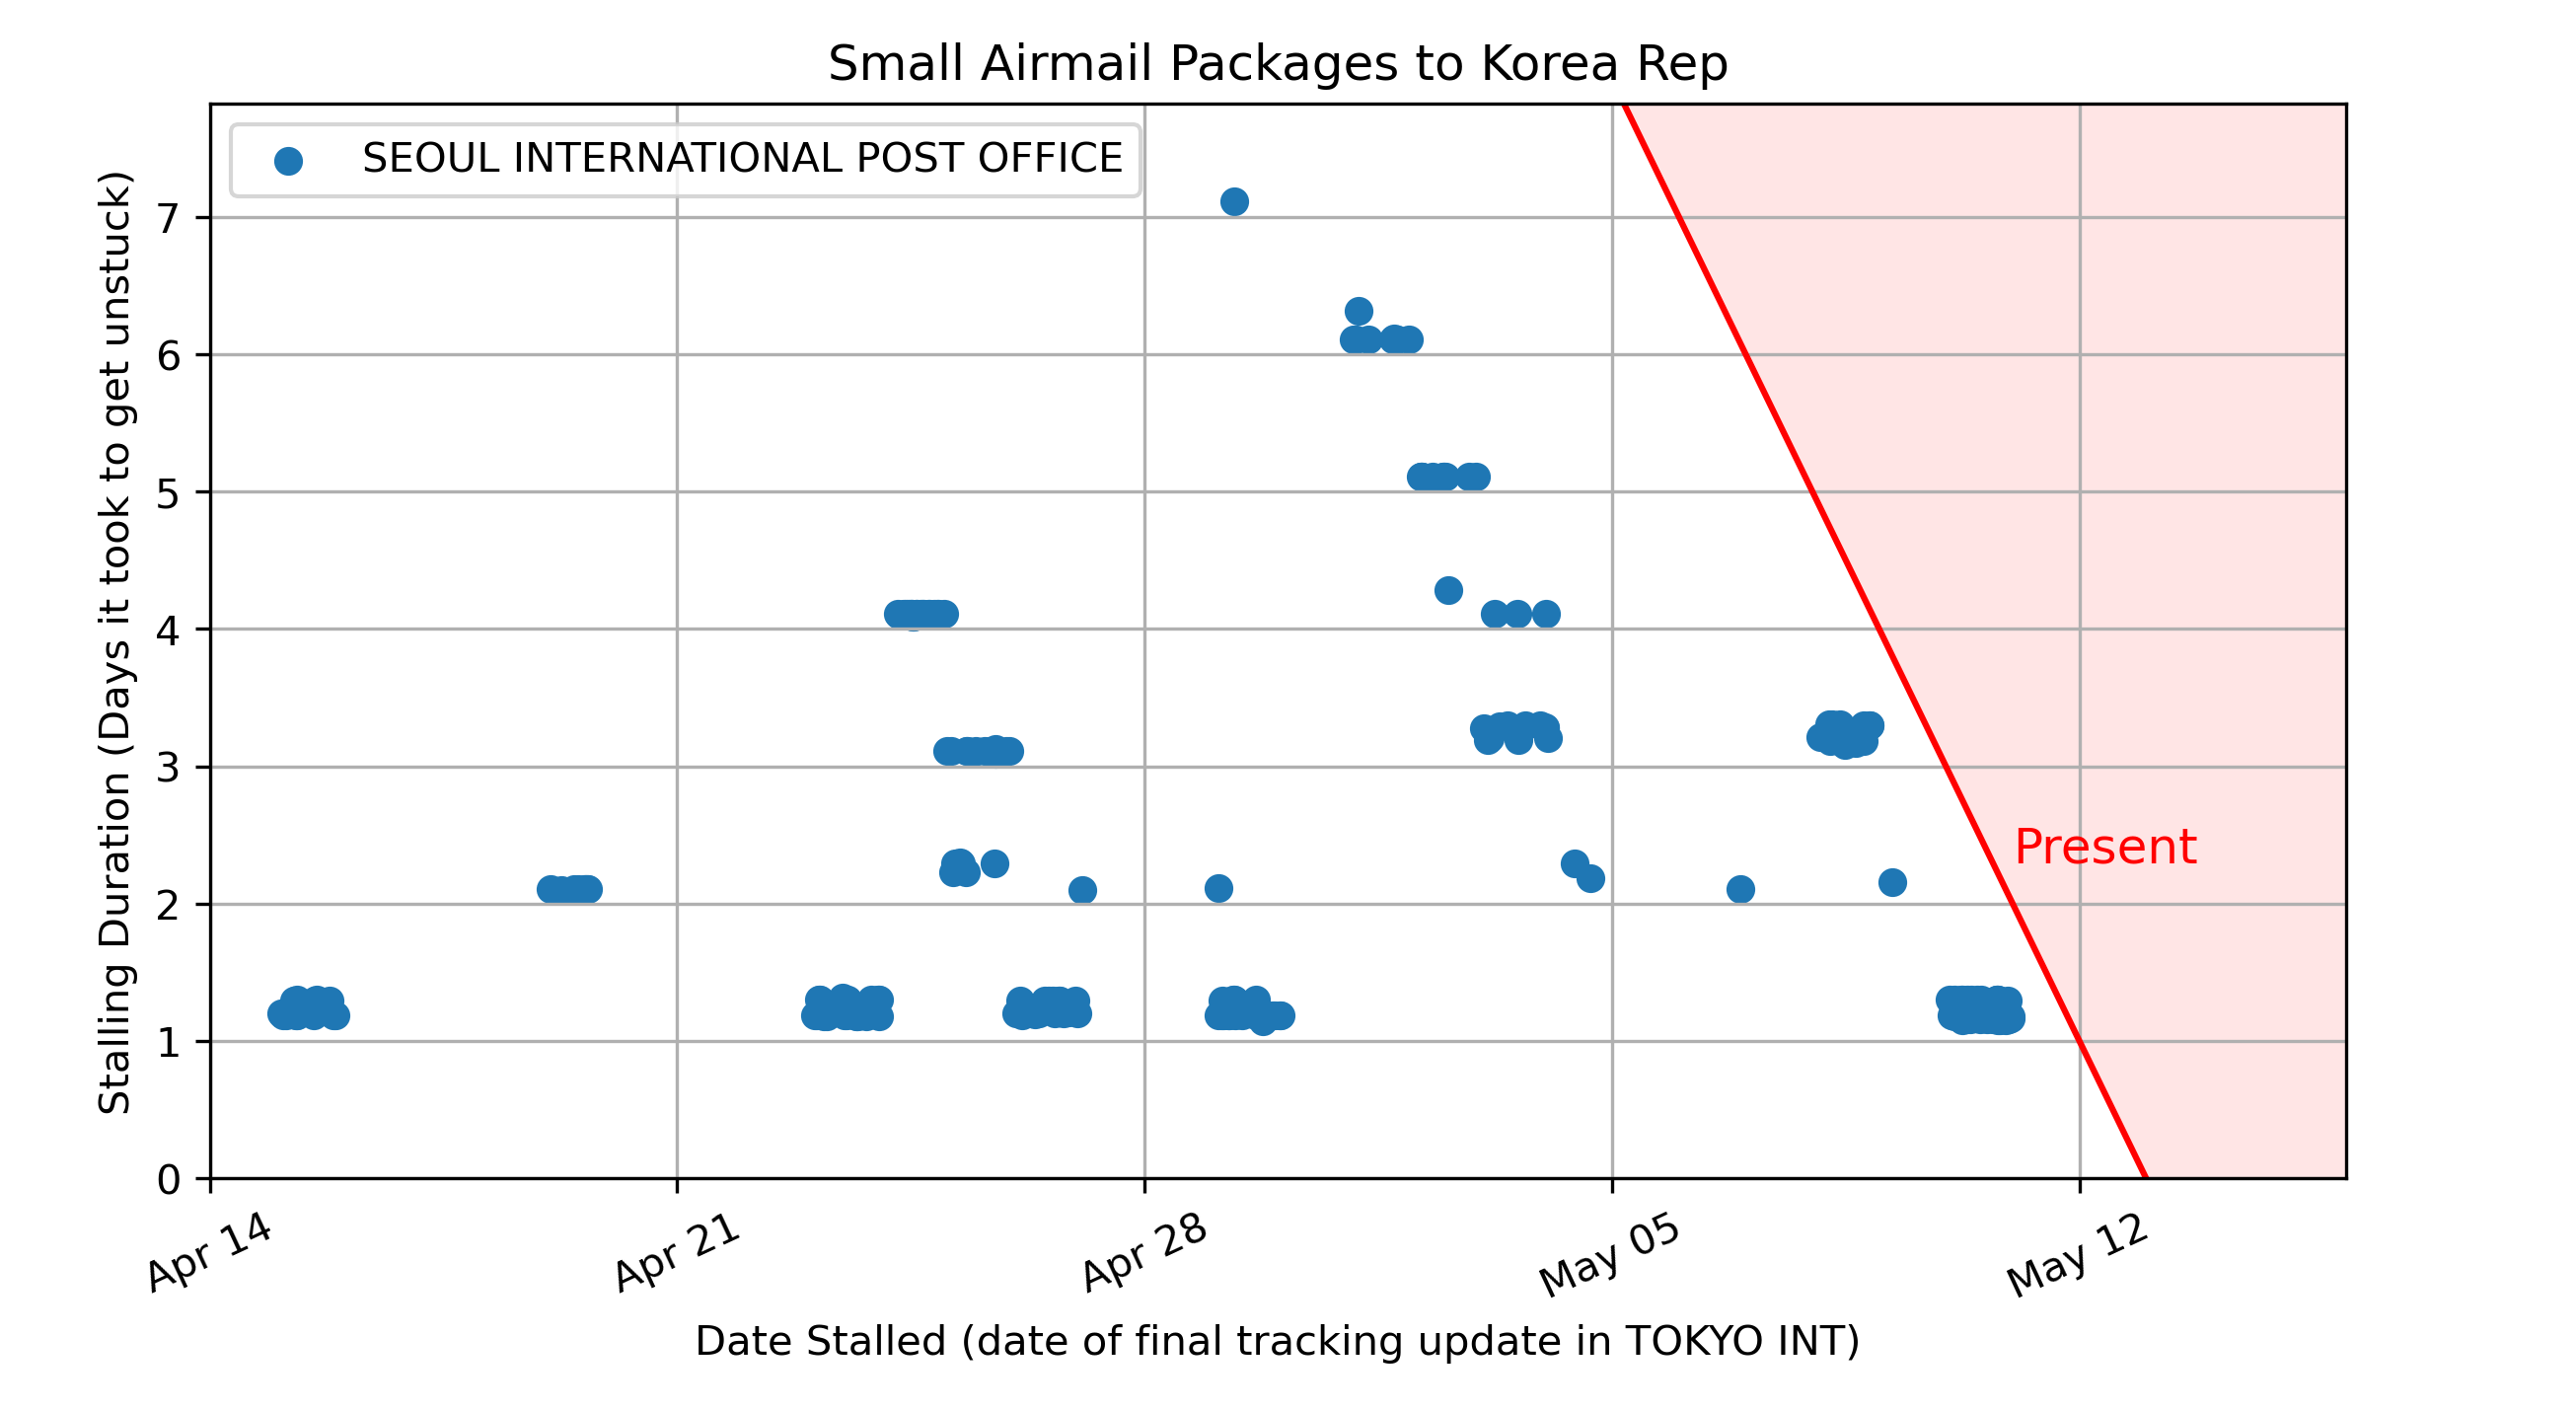 Small Airmail Packages to Korea Rep
SEOUL INTERNATIONAL POST OFFICE
Stalling Duration (Days it took to get unstuck)
7
6
5
4
3
2
1
0
Present
Apr 14
Apr 21
Apr 28
May 05
May 12
Date Stalled (date of final tracking update in TOKYO INT)